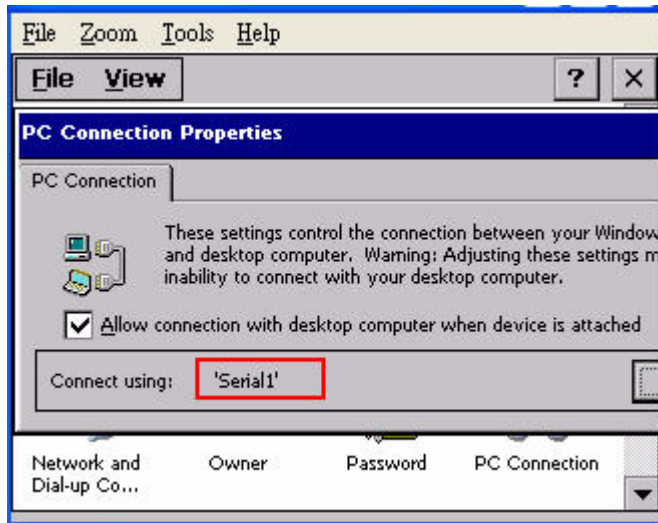 File Zoom Tools Help
File View ? ×
PC Connection Properties
PC Connection
These settings control the connection between your Window
and desktop computer. Warning: Adjusting these settings m
inability to connect with your desktop computer.
Allow connection with desktop computer when device is attached
Connect using: 'Serial1'
Network and Owner Password PC Connection
Dial-up Co...